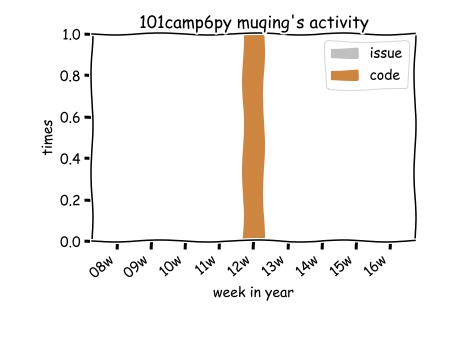 101camp6py muqing's activity
1.0
0.8
0.6
0.4
0.2
0.0
times
issue
code
08w 09w 10w 11w 12w 13w 14w 15w 16w
week in year